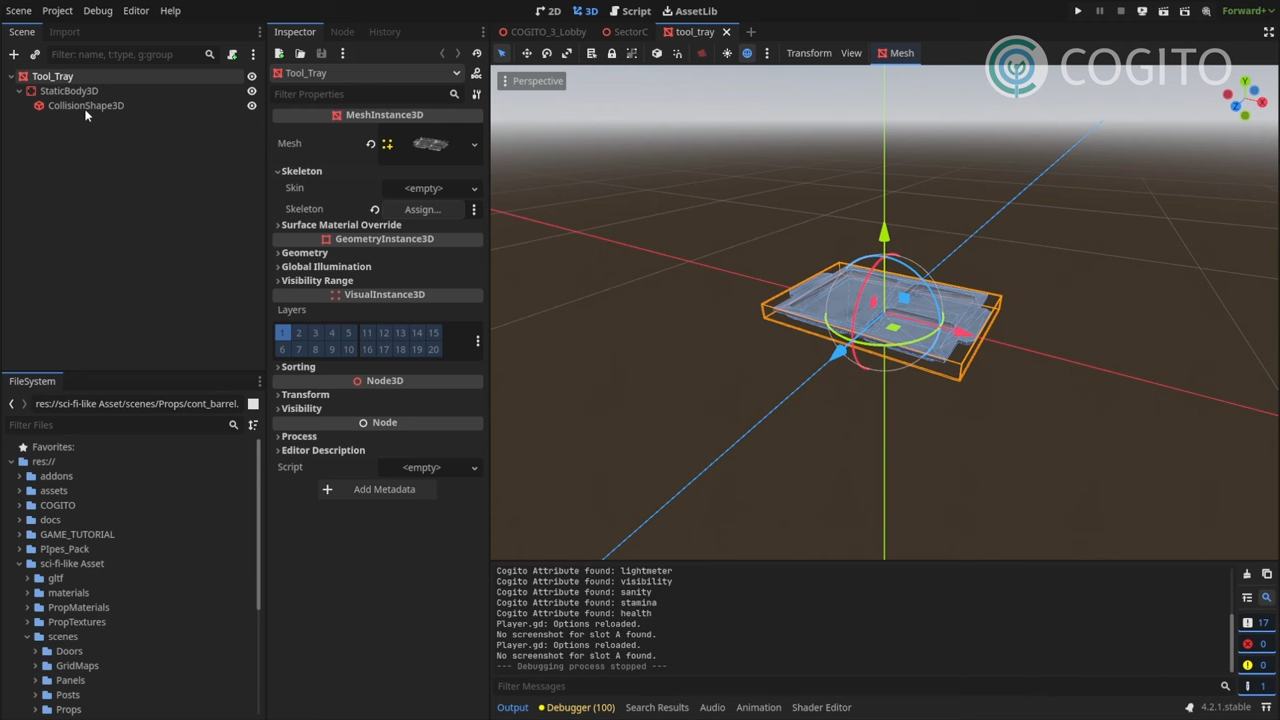 Scene Project Debug Editor Help
2D 3D Script AssetLib
Forward+
Scene Import
Inspector Node History
COGITO_3_Lobby SectorC tool_tray
Filter: name, t:type, g:group
Transform View Mesh
COGITO
Tool_Tray
StaticBody3D
CollisionShape3D
Tool_Tray
Filter Properties
MeshInstance3D
Mesh
Skeleton
Skin <empty>
Skeleton Assign...
Surface Material Override
GeometryInstance3D
Geometry
Global Illumination
Visibility Range
VisualInstance3D
Layers
1 2 3 4 5 11 12 13 14 15
6 7 8 9 10 16 17 18 19 20
Sorting
Node3D
Transform
Visibility
Node
Process
Editor Description
Script <empty>
Add Metadata
Perspective
Y
X
Z
FileSystem
res://sci-fi-like Asset/scenes/Props/cont_barrel.
Filter Files
Favorites:
res://
addons
assets
COGITO
docs
GAME_TUTORIAL
PIpes_Pack
sci-fi-like Asset
gltf
materials
PropMaterials
PropTextures
scenes
Doors
GridMaps
Panels
Posts
Props
Cogito Attribute found: lightmeter
Cogito Attribute found: visibility
Cogito Attribute found: sanity
Cogito Attribute found: stamina
Cogito Attribute found: health
Player.gd: Options reloaded.
No screenshot for slot A found.
Player.gd: Options reloaded.
No screenshot for slot A found.
--- Debugging process stopped ---
17
0
0
1
Filter Messages
Output Debugger (100) Search Results Audio Animation Shader Editor
4.2.1.stable